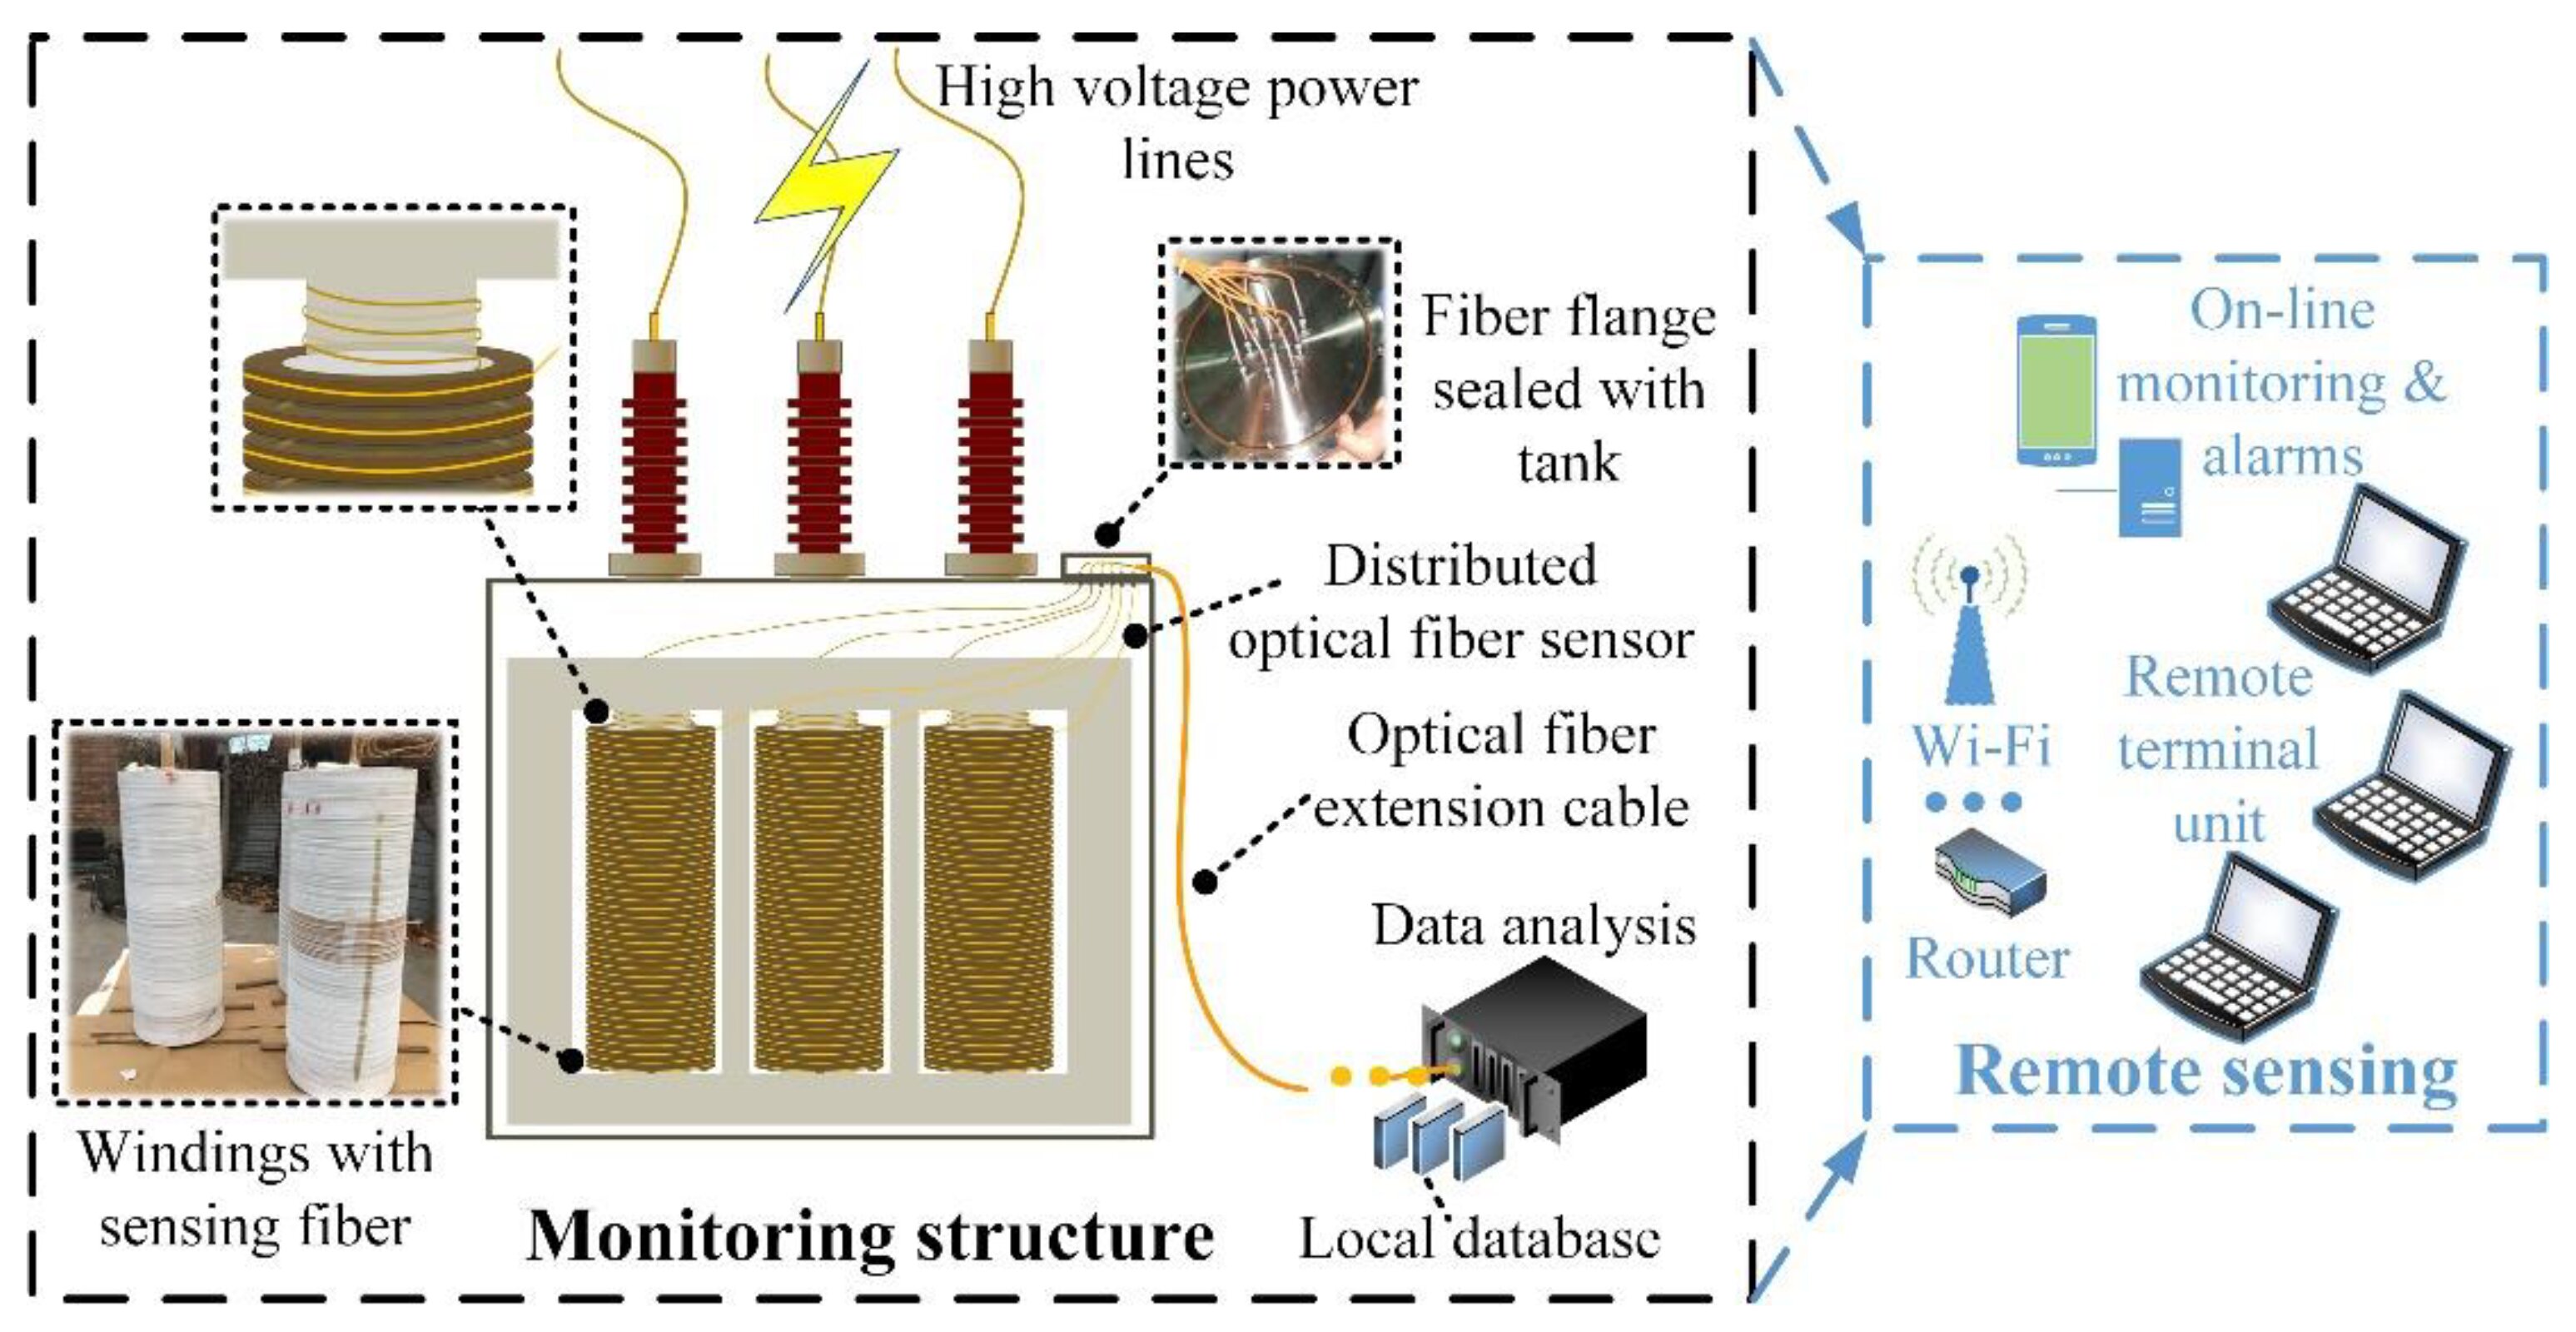 High voltage power
lines
Fiber flange
sealed with
tank
Distributed
optical fiber sensor
Optical fiber
extension cable
Data analysis
Local database
Windings with
sensing fiber
Monitoring structure
On-line
monitoring &
alarms
Wi-Fi
Router
Remote
terminal
unit
Remote sensing